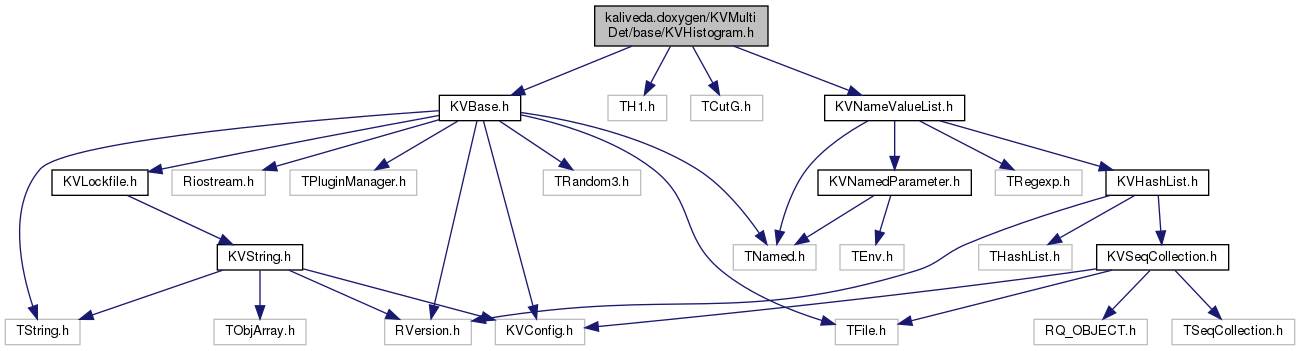 kaliveda.doxygen/KVMulti
Det/base/KVHistogram.h
KVBase.h
TH1.h
TCutG.h
KVNameValueList.h
KVLockfile.h
Riostream.h
TPluginManager.h
TRandom3.h
KVNamedParameter.h
TRegexp.h
KVHashList.h
KVString.h
TNamed.h
TEnv.h
THashList.h
KVSeqCollection.h
TString.h
TObjArray.h
RVersion.h
KVConfig.h
TFile.h
RQ_OBJECT.h
TSeqCollection.h